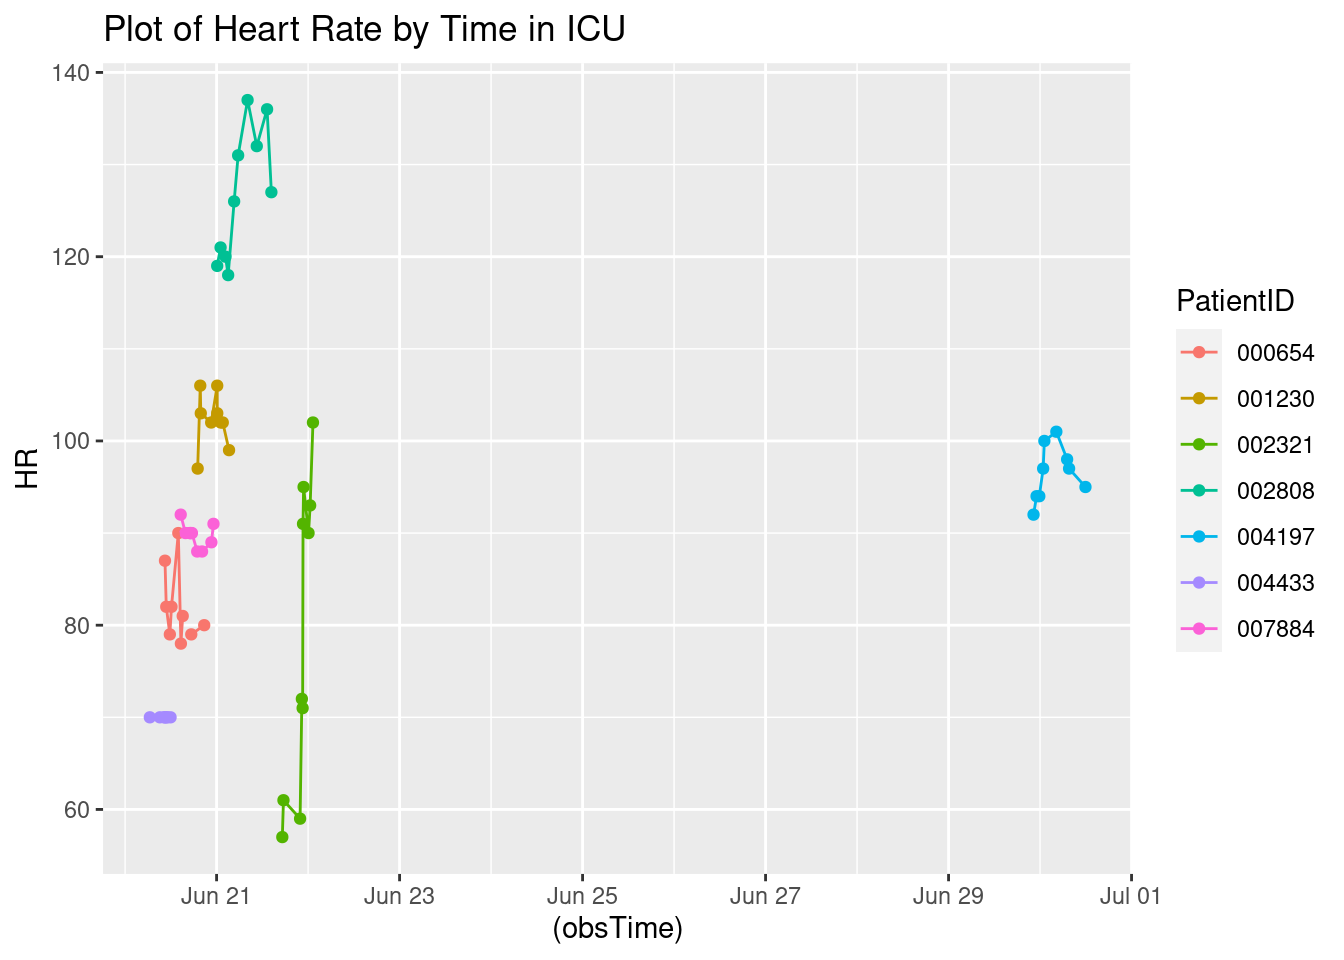 Plot of Heart Rate by Time in ICU
140
120
100
80
60
HR
Jun 21
Jun 23
Jun 25
Jun 27
Jun 29
Jul 01
(obsTime)
PatientID
000654
001230
002321
002808
004197
004433
007884